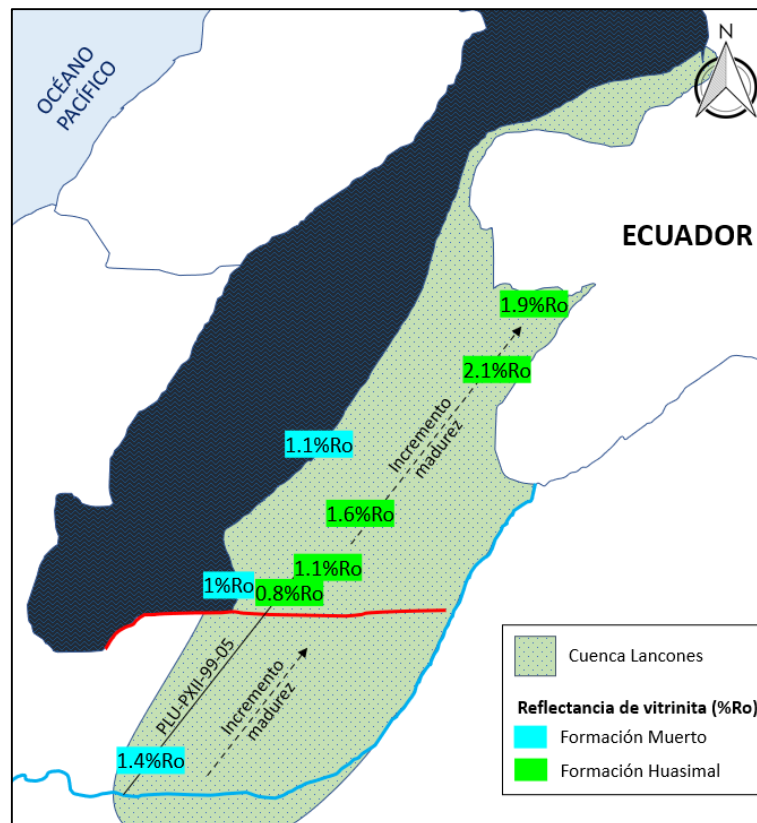 OCÉANO
PACÍFICO
N
ECUADOR
1.9%Ro
2.1%Ro
Incremento
madurez
1.1%Ro
1.6%Ro
1.1%Ro
1%Ro
0.8%Ro
PLU-PXII-99-05
Incremento
madurez
1.4%Ro
Cuenca Lancones
Reflectancia de vitrinita (%Ro)
Formación Muerto
Formación Huasimal